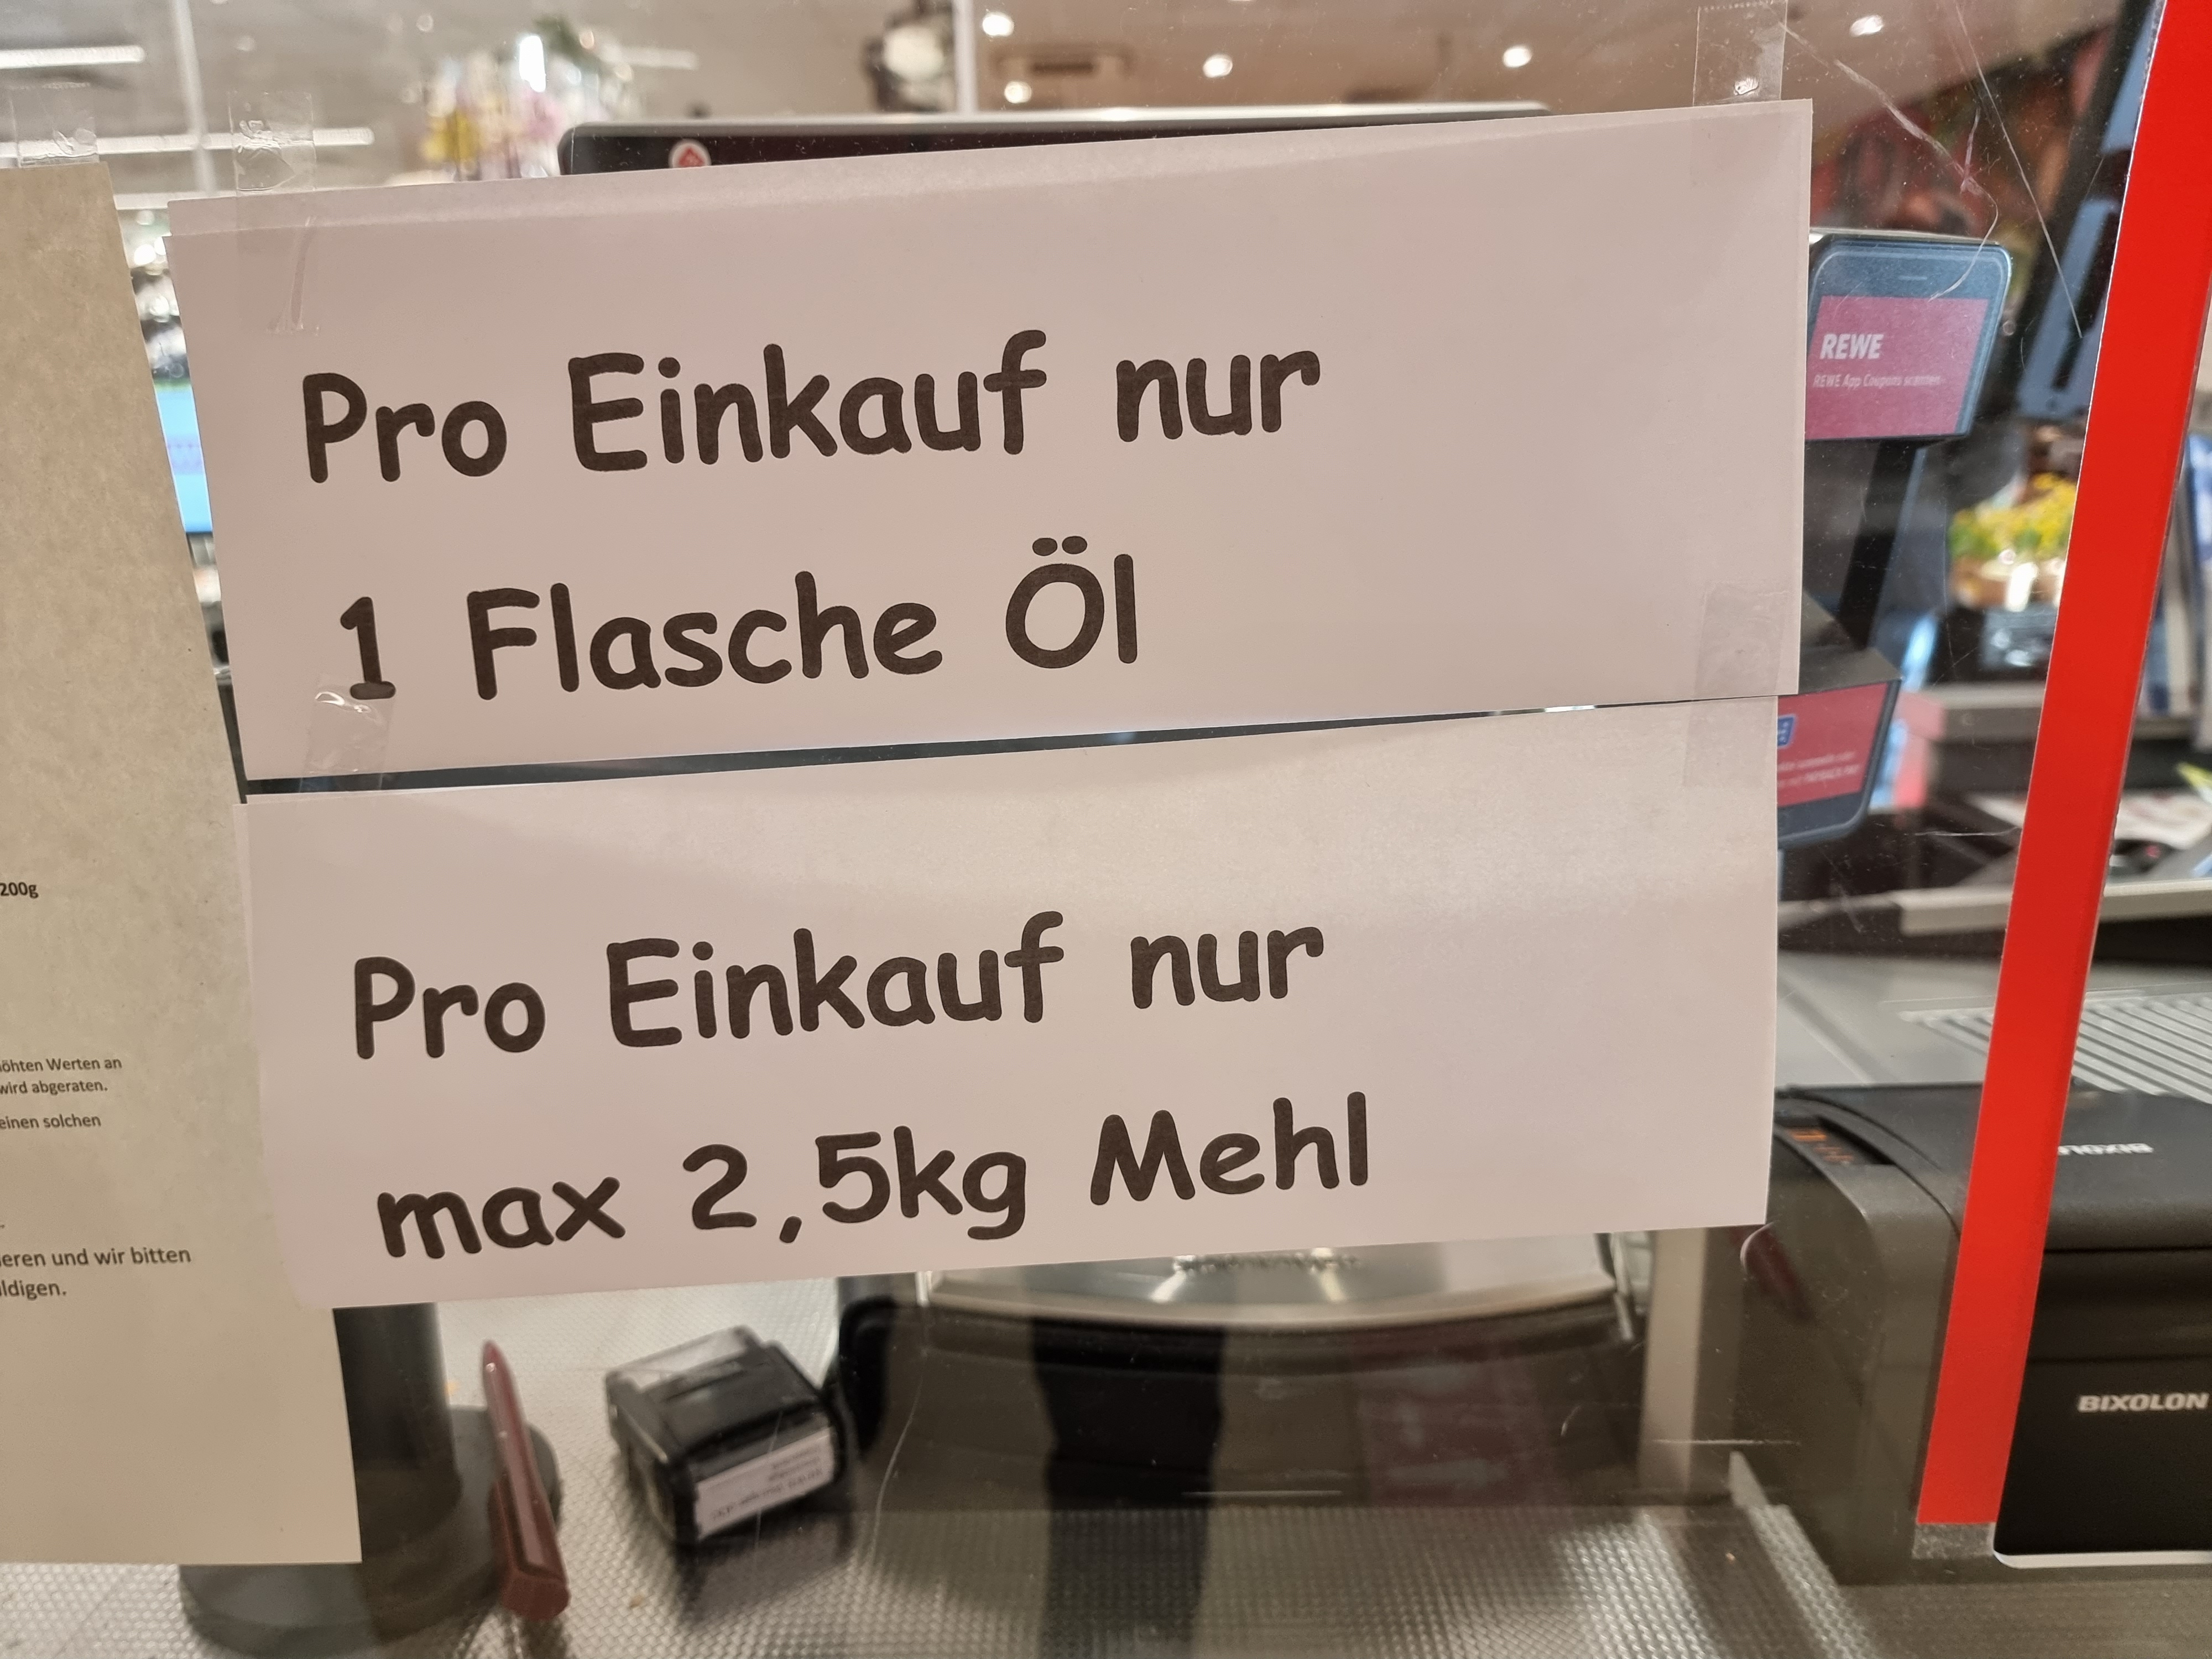 Pro Einkauf nur
1 Flasche Öl
Pro Einkauf nur
max 2,5kg Mehl
200g
öhten Werten an
wird abgeraten.
einen solchen
eren und wir bitten
ldigen.
REWE
REWE App Coupons scannen
BIXOLON
BIXOLON